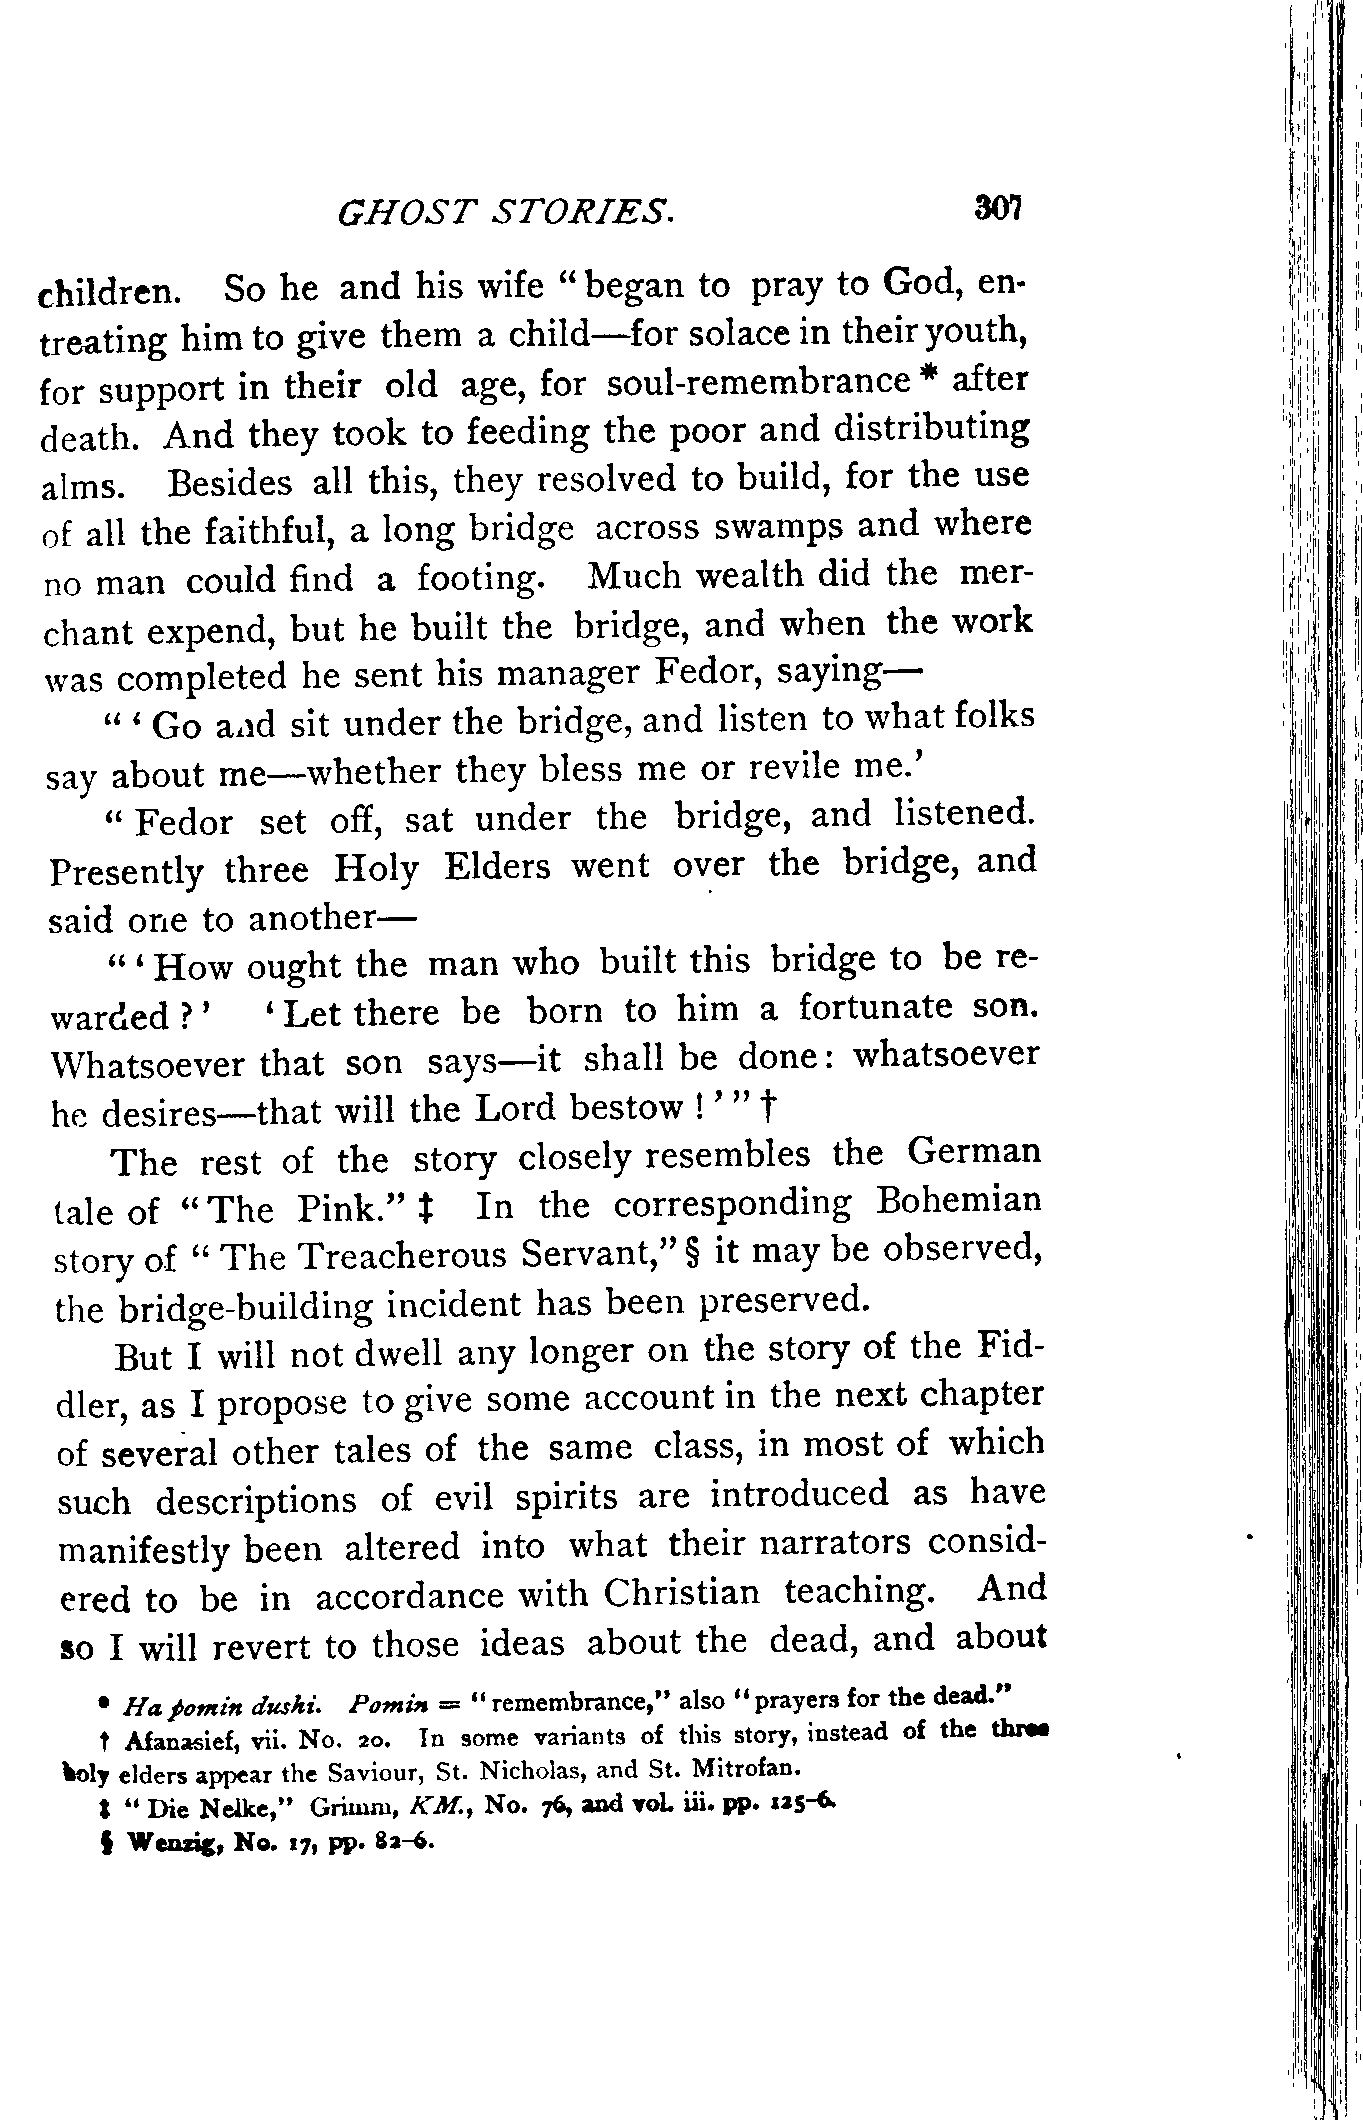 GHOST STORIES. 307
children. So he and his wife “began to pray to God, en-
treating him to give them a child—for solace in their youth,
for support in their old age, for soul-remembrance * after
death. And they took to feeding the poor and distributing
alms. Besides all this, they resolved to build, for the use
of all the faithful, a long bridge across swamps and where
no man could find a footing. Much wealth did the mer-
chant expend, but he built the bridge, and when the work
was completed he sent his manager Fedor, saying—
“ ‘ Go and sit under the bridge, and listen to what folks
say about me—whether they bless me or revile me.’
“ Fedor set off, sat under the bridge, and listened.
Presently three Holy Elders went over the bridge, and
said one to another—
“ ‘ How ought the man who built this bridge to be re-
warded ? ’ ‘ Let there be born to him a fortunate son.
Whatsoever that son says—it shall be done: whatsoever
he desires—that will the Lord bestow ! ’ ” †
The rest of the story closely resembles the German
tale of “The Pink.” ‡ In the corresponding Bohemian
story of “ The Treacherous Servant,” § it may be observed,
the bridge-building incident has been preserved.
But I will not dwell any longer on the story of the Fid-
dler, as I propose to give some account in the next chapter
of several other tales of the same class, in most of which
such descriptions of evil spirits are introduced as have
manifestly been altered into what their narrators consid-
ered to be in accordance with Christian teaching. And
so I will revert to those ideas about the dead, and about
* Ha pomin dushi. Pomin = “remembrance,” also “prayers for the dead.”
† Afanasief, vii. No. 20. In some variants of this story, instead of the three
holy elders appear the Saviour, St. Nicholas, and St. Mitrofan.
‡ “ Die Nelke,” Grimm, KM., No. 76, and vol. iii. pp. 125–6.
§ Wenzig, No. 17, pp. 82–6.